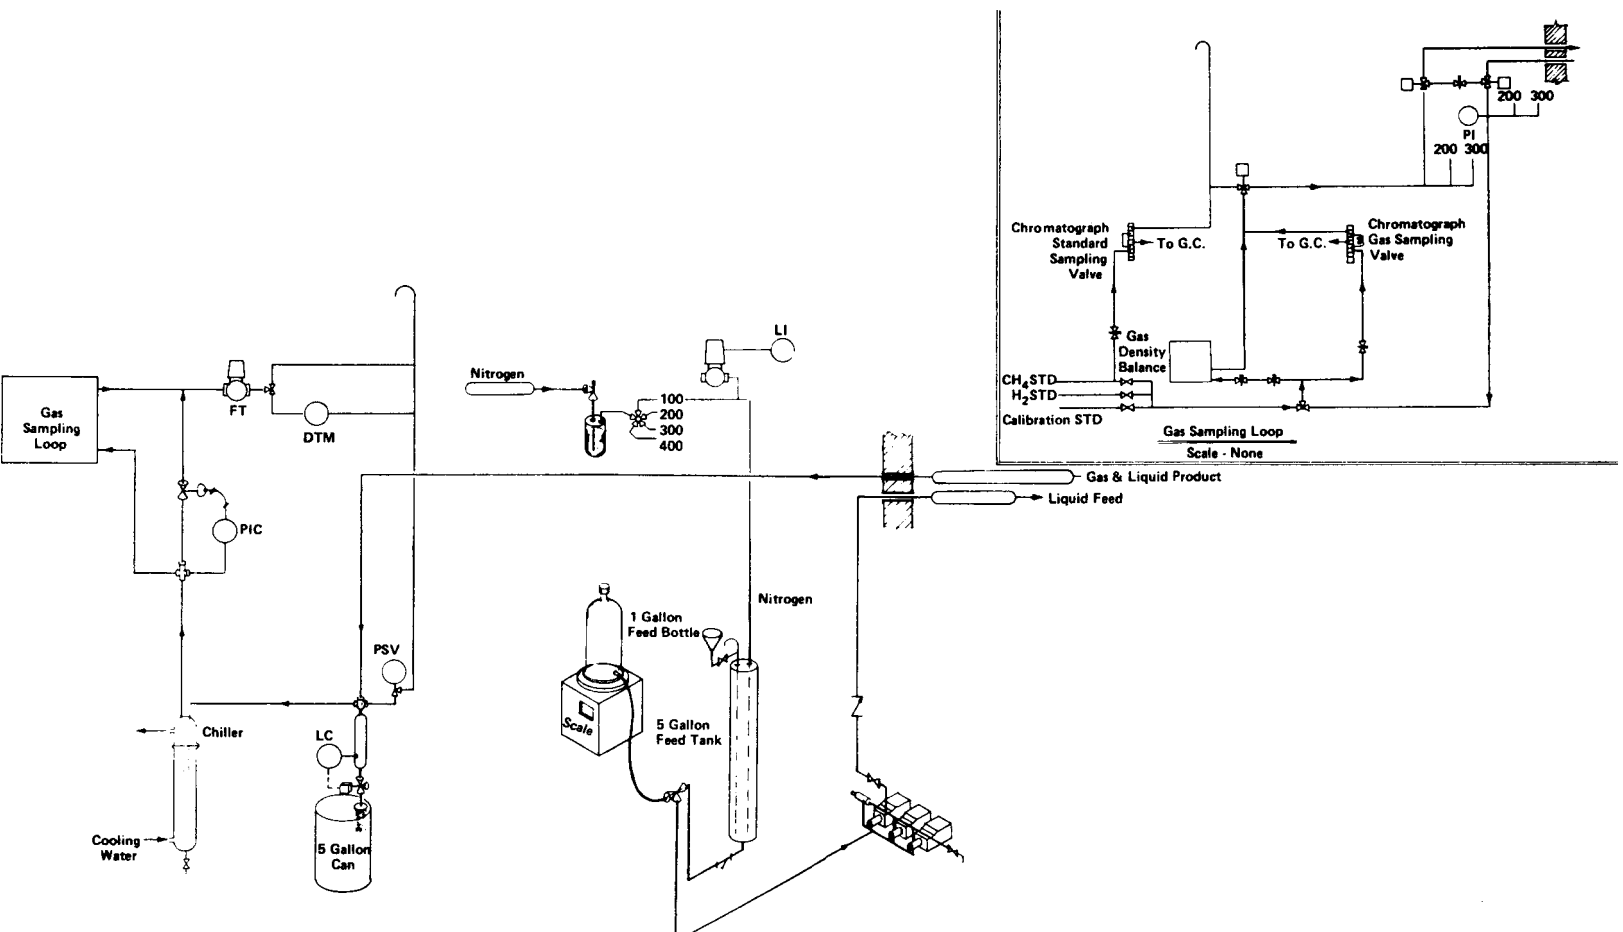 200 300
PI
200 300
Chromatograph
Standard
Sampling
Valve
To G.C.
To G.C.
Chromatograph
Gas Sampling
Valve
Gas
Density
Balance
CH4STD
H2STD
Calibration STD
Gas Sampling Loop
Scale - None
LI
Nitrogen
100
200
300
400
Gas
Sampling
Loop
FT
DTM
PIC
Gas & Liquid Product
Liquid Feed
Nitrogen
1 Gallon
Feed Bottle
PSV
Scale
5 Gallon
Feed Tank
Chiller
LC
Cooling
Water
5 Gallon
Can